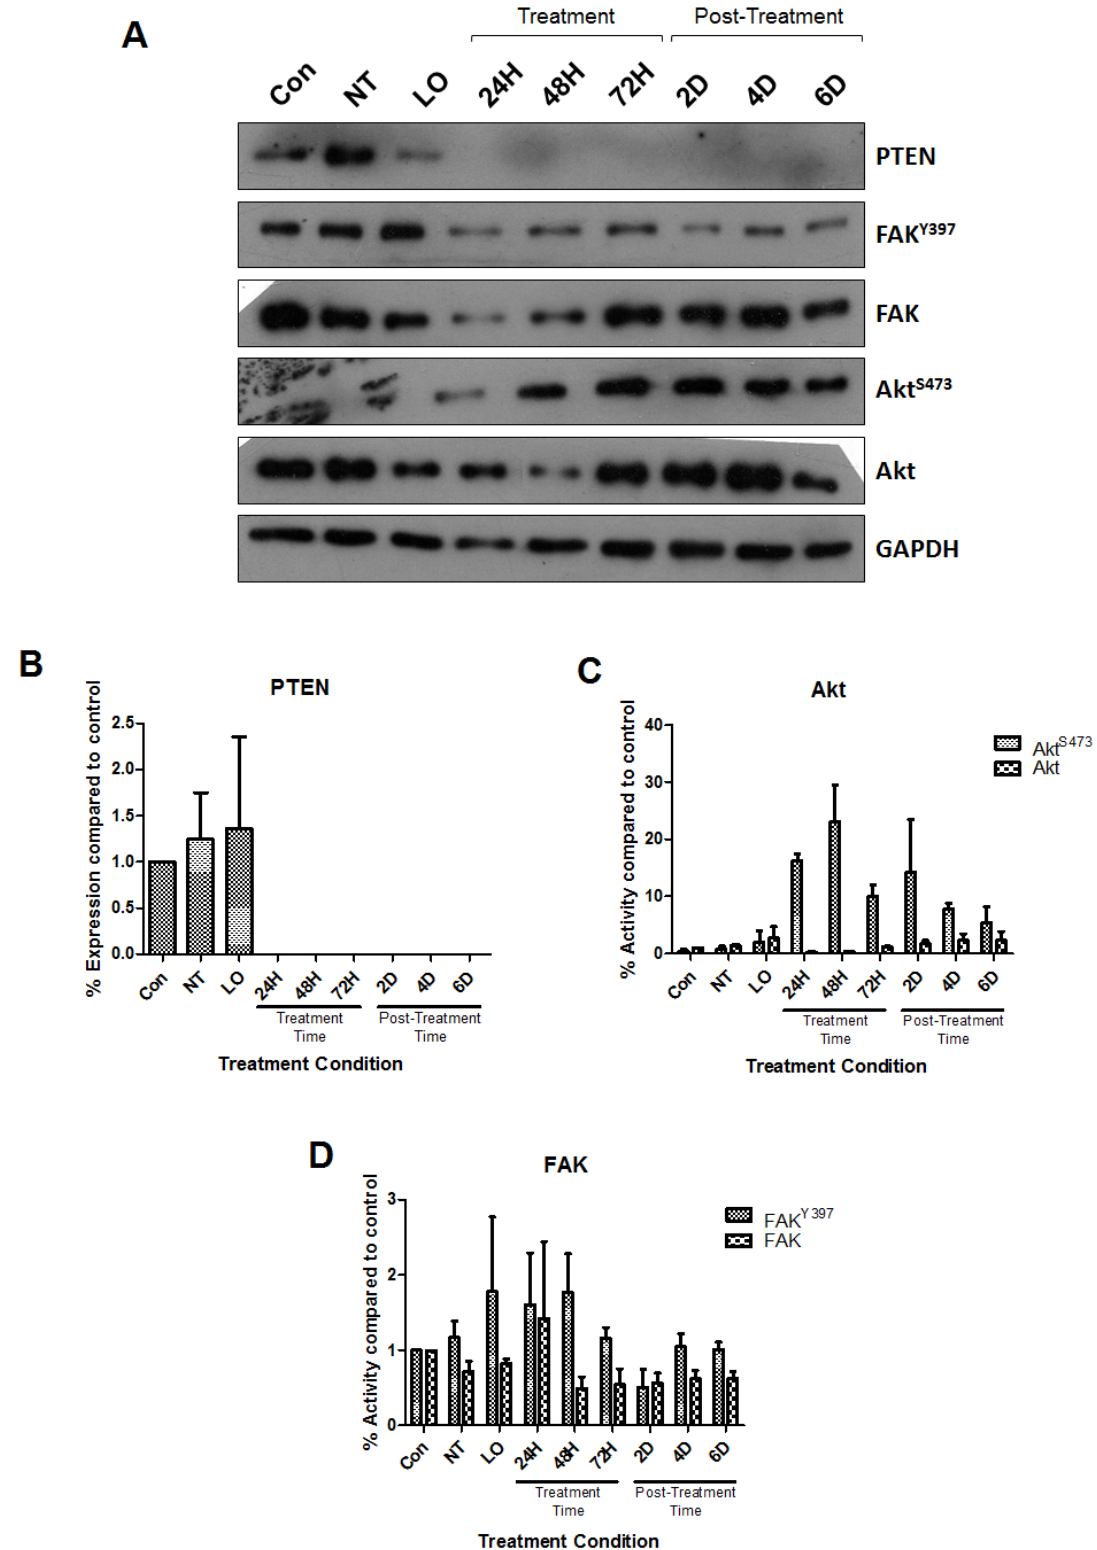 A
Treatment Post-Treatment
Con NT LO 24H 48H 72H 2D 4D 6D
PTEN
FAKY397
FAK
AktS473
Akt
GAPDH
B
PTEN
% Expression compared to control
2.5
2.0
1.5
1.0
0.5
0.0
Con NT LO 24H 48H 72H 2D 4D 6D
Treatment Post-Treatment
Time Time
Treatment Condition
C
Akt
% Activity compared to control
40
30
20
10
0
AktS473
Akt
Con NT LO 24H 48H 72H 2D 4D 6D
Treatment Post-Treatment
Time Time
Treatment Condition
D
FAK
% Activity compared to control
3
2
1
0
FAKY397
FAK
Con NT LO 24H 48H 72H 2D 4D 6D
Treatment Post-Treatment
Time Time
Treatment Condition